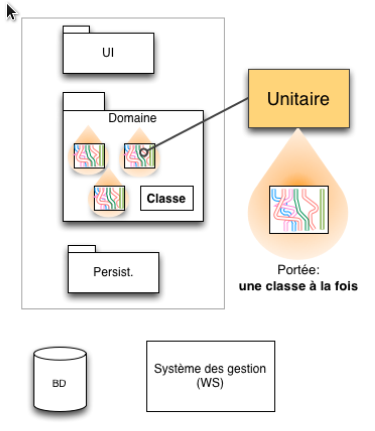 UI
Domaine
Unitaire
Classe
Portée:
une classe à la fois
Persist.
BD
Système des gestion
(WS)